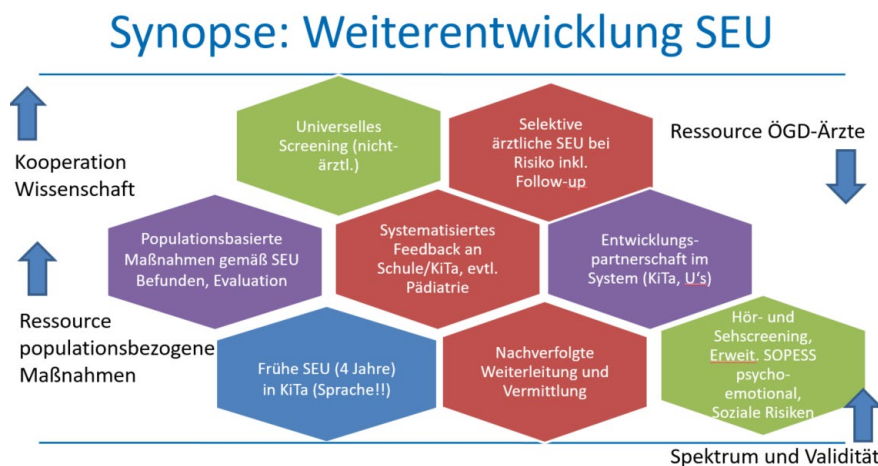 Synopse: Weiterentwicklung SEU
Kooperation
Wissenschaft
Universelles
Screening (nicht-
ärztl.)
Selektive
ärztliche SEU bei
Risiko inkl.
Follow-up
Ressource ÖGD-Ärzte
Populationsbasierte
Maßnahmen gemäß SEU
Befunden, Evaluation
Systematisiertes
Feedback an
Schule/KiTa, evtl.
Pädiatrie
Entwicklungs-
partnerschaft im
System (KiTa, U's)
Ressource
populationsbezogene
Maßnahmen
Frühe SEU (4 Jahre)
in KiTa (Sprache!!)
Nachverfolgte
Weiterleitung und
Vermittlung
Hör- und
Sehscreening,
Erweit. SOPESS
psycho-
emotional,
Soziale Risiken
Spektrum und Validität